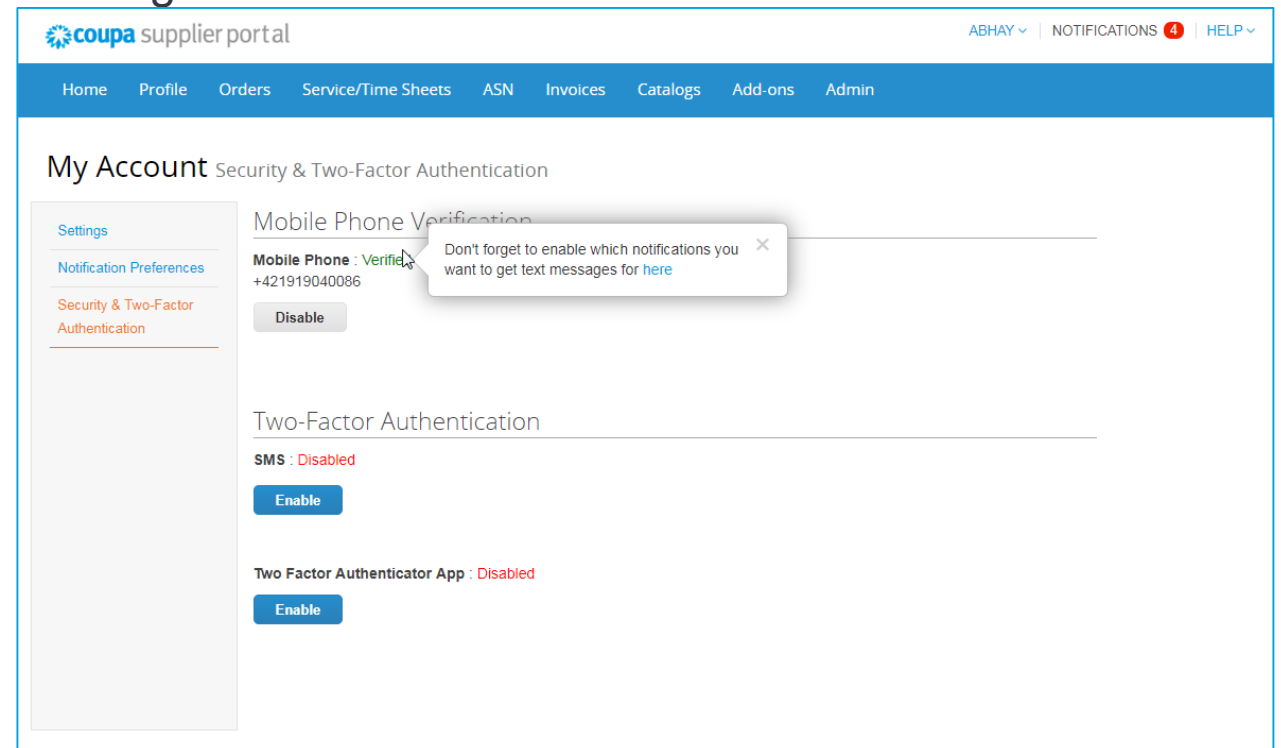 coupa supplier portal
ABHAY NOTIFICATIONS 4 HELP
Home Profile Orders Service/Time Sheets ASN Invoices Catalogs Add-ons Admin
My Account Security & Two-Factor Authentication
Settings
Notification Preferences
Security & Two-Factor
Authentication
Mobile Phone Verification
Mobile Phone : Verified
+421919040086
Don't forget to enable which notifications you
want to get text messages for here
Disable
Two-Factor Authentication
SMS : Disabled
Enable
Two Factor Authenticator App : Disabled
Enable